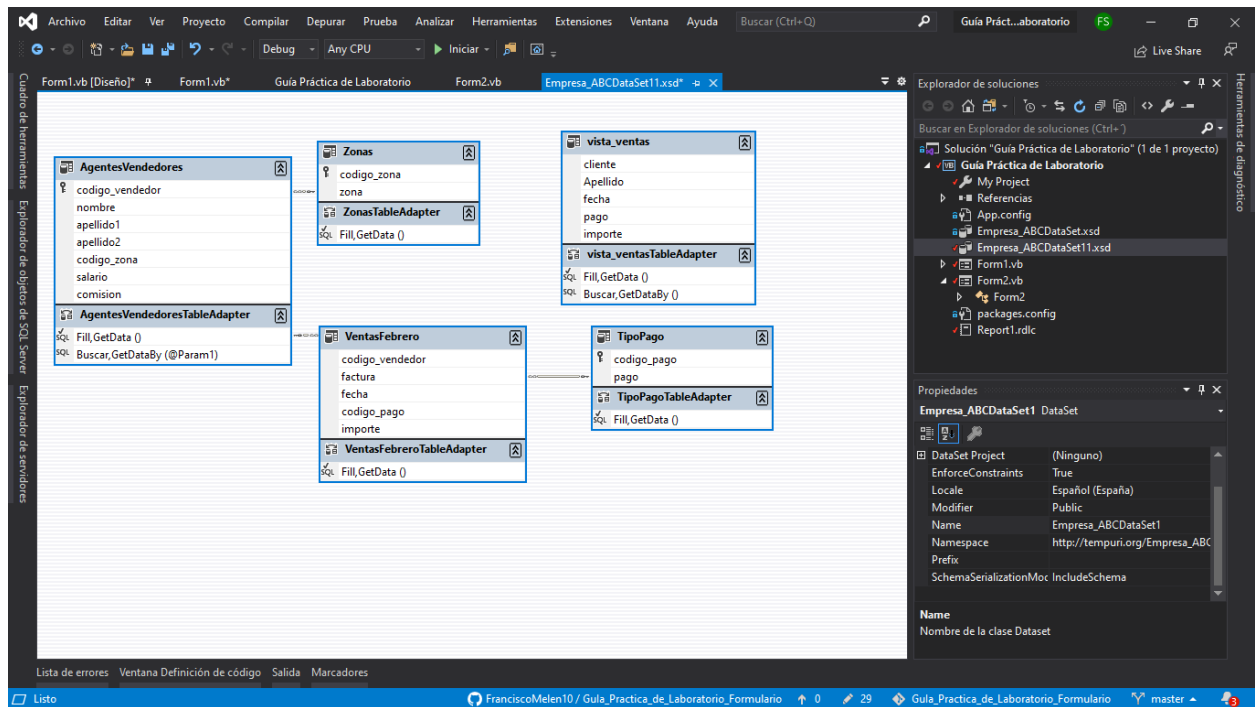 Archivo Editar Ver Proyecto Compilar Depurar Prueba Analizar Herramientas Extensiones Ventana Ayuda Buscar (Ctrl+Q) Guía Práct...aboratorio FS
Debug Any CPU Iniciar Live Share
Form1.vb [Diseño]* Form1.vb* Guía Práctica de Laboratorio Form2.vb Empresa_ABCDataSet11.xsd*
Cuadro de herramientas
Explorador de objetos de SQL Server
Explorador de servidores
AgentesVendedores
codigo_vendedor
nombre
apellido1
apellido2
codigo_zona
salario
comision
AgentesVendedoresTableAdapter
SQL Fill,GetData ()
SQL Buscar,GetDataBy (@Param1)
Zonas
codigo_zona
zona
ZonasTableAdapter
SQL Fill,GetData ()
vista_ventas
cliente
Apellido
fecha
pago
importe
vista_ventasTableAdapter
SQL Fill,GetData ()
SQL Buscar,GetDataBy ()
VentasFebrero
codigo_vendedor
factura
fecha
codigo_pago
importe
VentasFebreroTableAdapter
SQL Fill,GetData ()
TipoPago
codigo_pago
pago
TipoPagoTableAdapter
SQL Fill,GetData ()
Explorador de soluciones
Buscar en Explorador de soluciones (Ctrl+´)
Solución "Guía Práctica de Laboratorio" (1 de 1 proyecto)
VB Guía Práctica de Laboratorio
My Project
Referencias
App.config
Empresa_ABCDataSet.xsd
Empresa_ABCDataSet11.xsd
Form1.vb
Form2.vb
Form2
packages.config
Report1.rdlc
Herramientas de diagnóstico
Propiedades
Empresa_ABCDataSet1 DataSet
DataSet Project (Ninguno)
EnforceConstraints True
Locale Español (España)
Modifier Public
Name Empresa_ABCDataSet1
Namespace http://tempuri.org/Empresa_ABC
Prefix
SchemaSerializationMoc IncludeSchema
Name
Nombre de la clase Dataset
Lista de errores Ventana Definición de código Salida Marcadores
Listo FranciscoMelen10 / Gula_Practica_de_Laboratorio_Formulario 0 29 Gula_Practica_de_Laboratorio_Formulario master 3